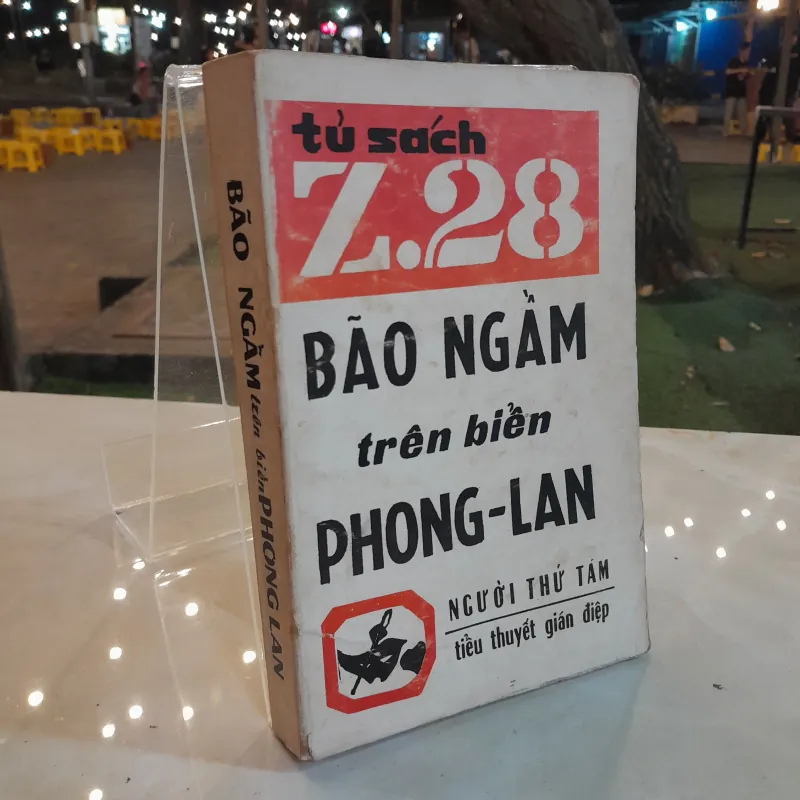 tủ sách
Z.28
BÃO NGẦM
trên biển
PHONG-LAN
NGƯỜI THỨ TÁM
tiểu thuyết gián điệp
BÃO NGẦM trên biển PHONG LAN